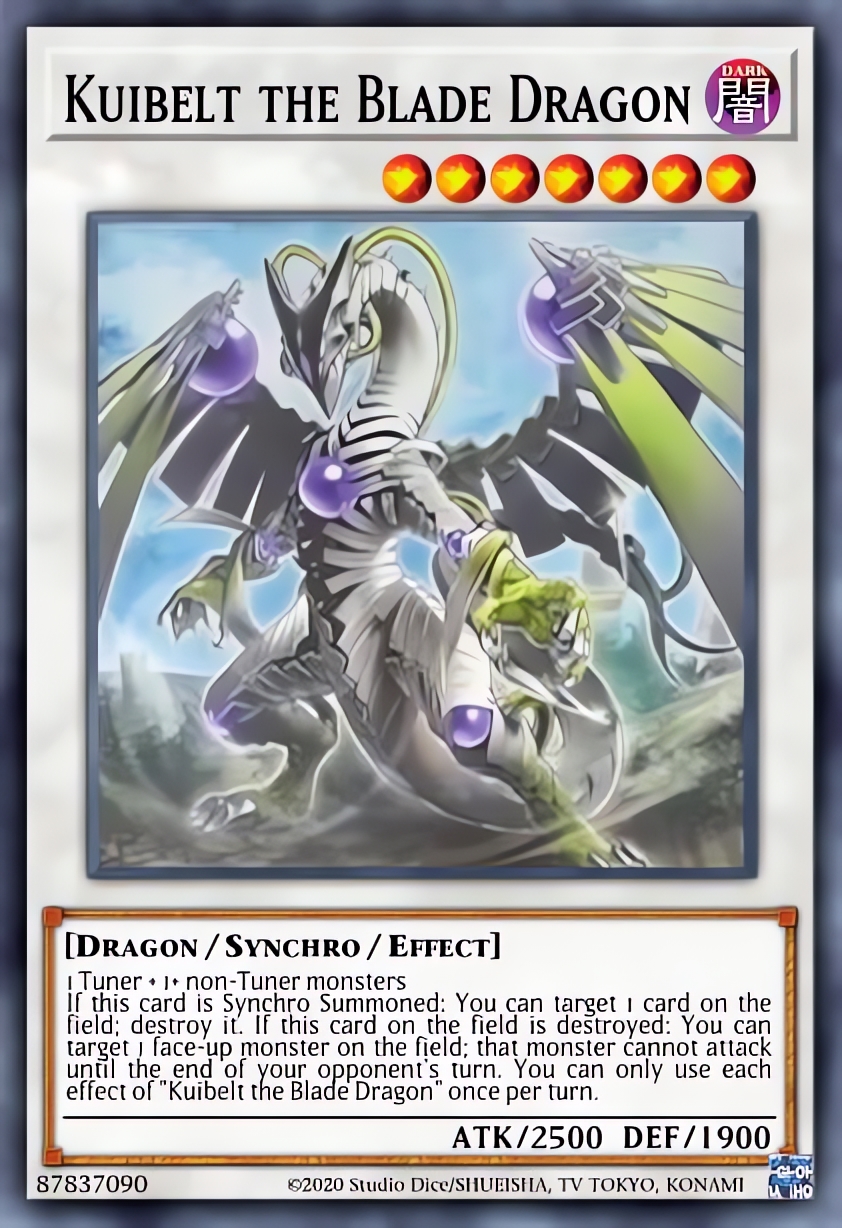 Kuibelt the Blade Dragon
DARK
闇
[Dragon / Synchro / Effect]
1 Tuner + 1+ non-Tuner monsters
If this card is Synchro Summoned: You can target 1 card on the
field; destroy it. If this card on the field is destroyed: You can
target 1 face-up monster on the field; that monster cannot attack
until the end of your opponent's turn. You can only use each
effect of "Kuibelt the Blade Dragon" once per turn.
ATK/2500 DEF/1900
87837090
©2020 Studio Dice/SHUEISHA, TV TOKYO, KONAMI